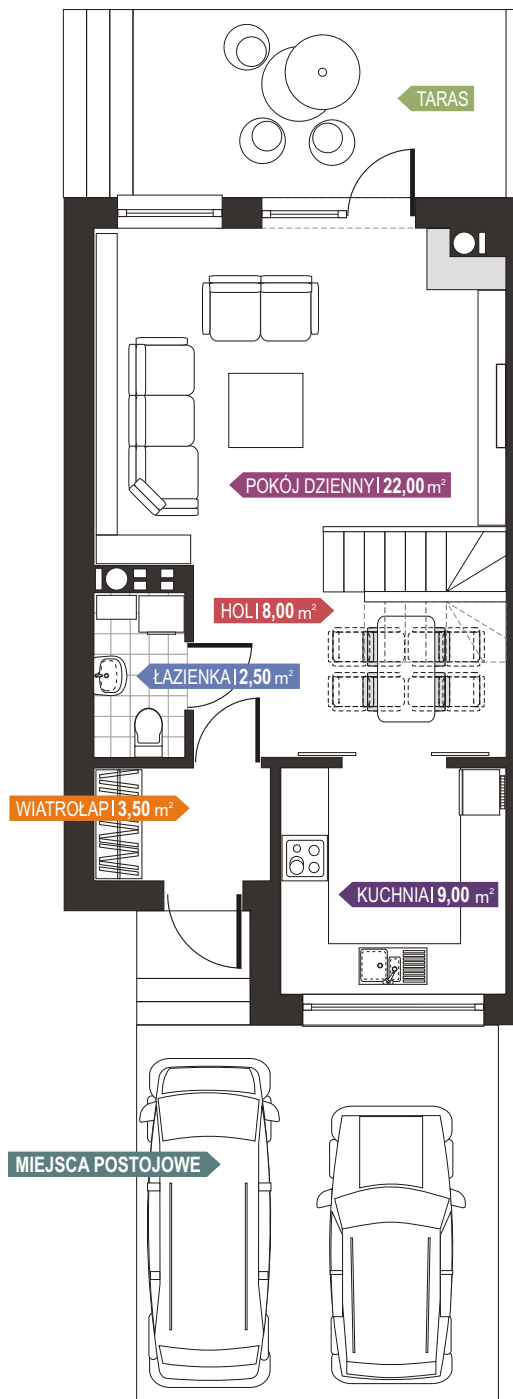 TARAS
POKÓJ DZIENNY | 22,00 m²
HOL | 8,00 m²
ŁAZIENKA | 2,50 m²
WIATROŁAP | 3,50 m²
KUCHNIA | 9,00 m²
MIEJSCA POSTOJOWE